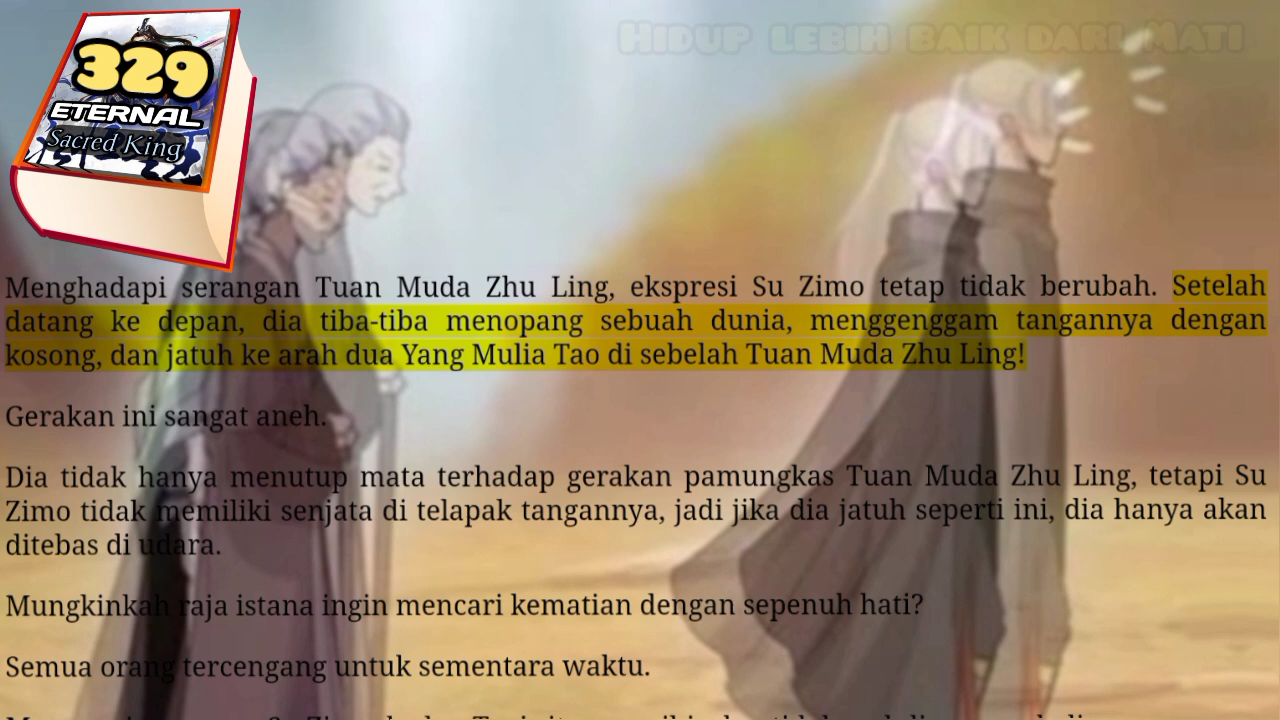 Hidup lebih baik dari Mati
329
ETERNAL
Sacred King
Menghadapi serangan Tuan Muda Zhu Ling, ekspresi Su Zimo tetap tidak berubah. Setelah
datang ke depan, dia tiba-tiba menopang sebuah dunia, menggenggam tangannya dengan
kosong, dan jatuh ke arah dua Yang Mulia Tao di sebelah Tuan Muda Zhu Ling!
Gerakan ini sangat aneh.
Dia tidak hanya menutup mata terhadap gerakan pamungkas Tuan Muda Zhu Ling, tetapi Su
Zimo tidak memiliki senjata di telapak tangannya, jadi jika dia jatuh seperti ini, dia hanya akan
ditebas di udara.
Mungkinkah raja istana ingin mencari kematian dengan sepenuh hati?
Semua orang tercengang untuk sementara waktu.